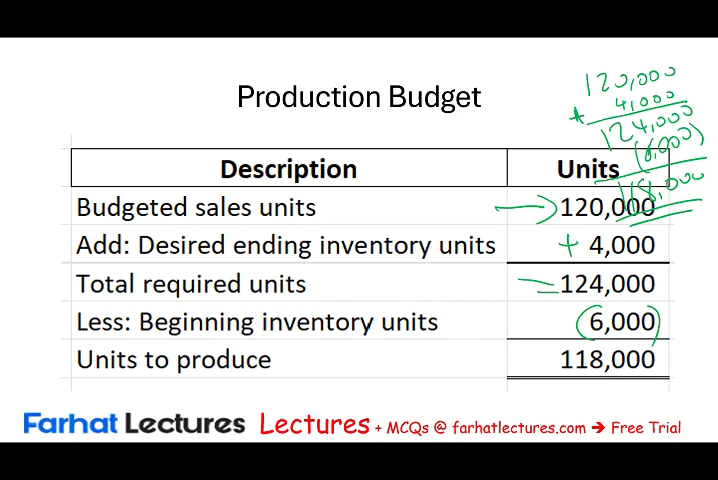 Production Budget
120,000
+ 4,000
124,000
(6,000)
118,000
Description Units
Budgeted sales units 120,000
Add: Desired ending inventory units + 4,000
Total required units = 124,000
Less: Beginning inventory units (6,000)
Units to produce 118,000
Farhat Lectures Lectures + MCQs @ farhatlectures.com → Free Trial